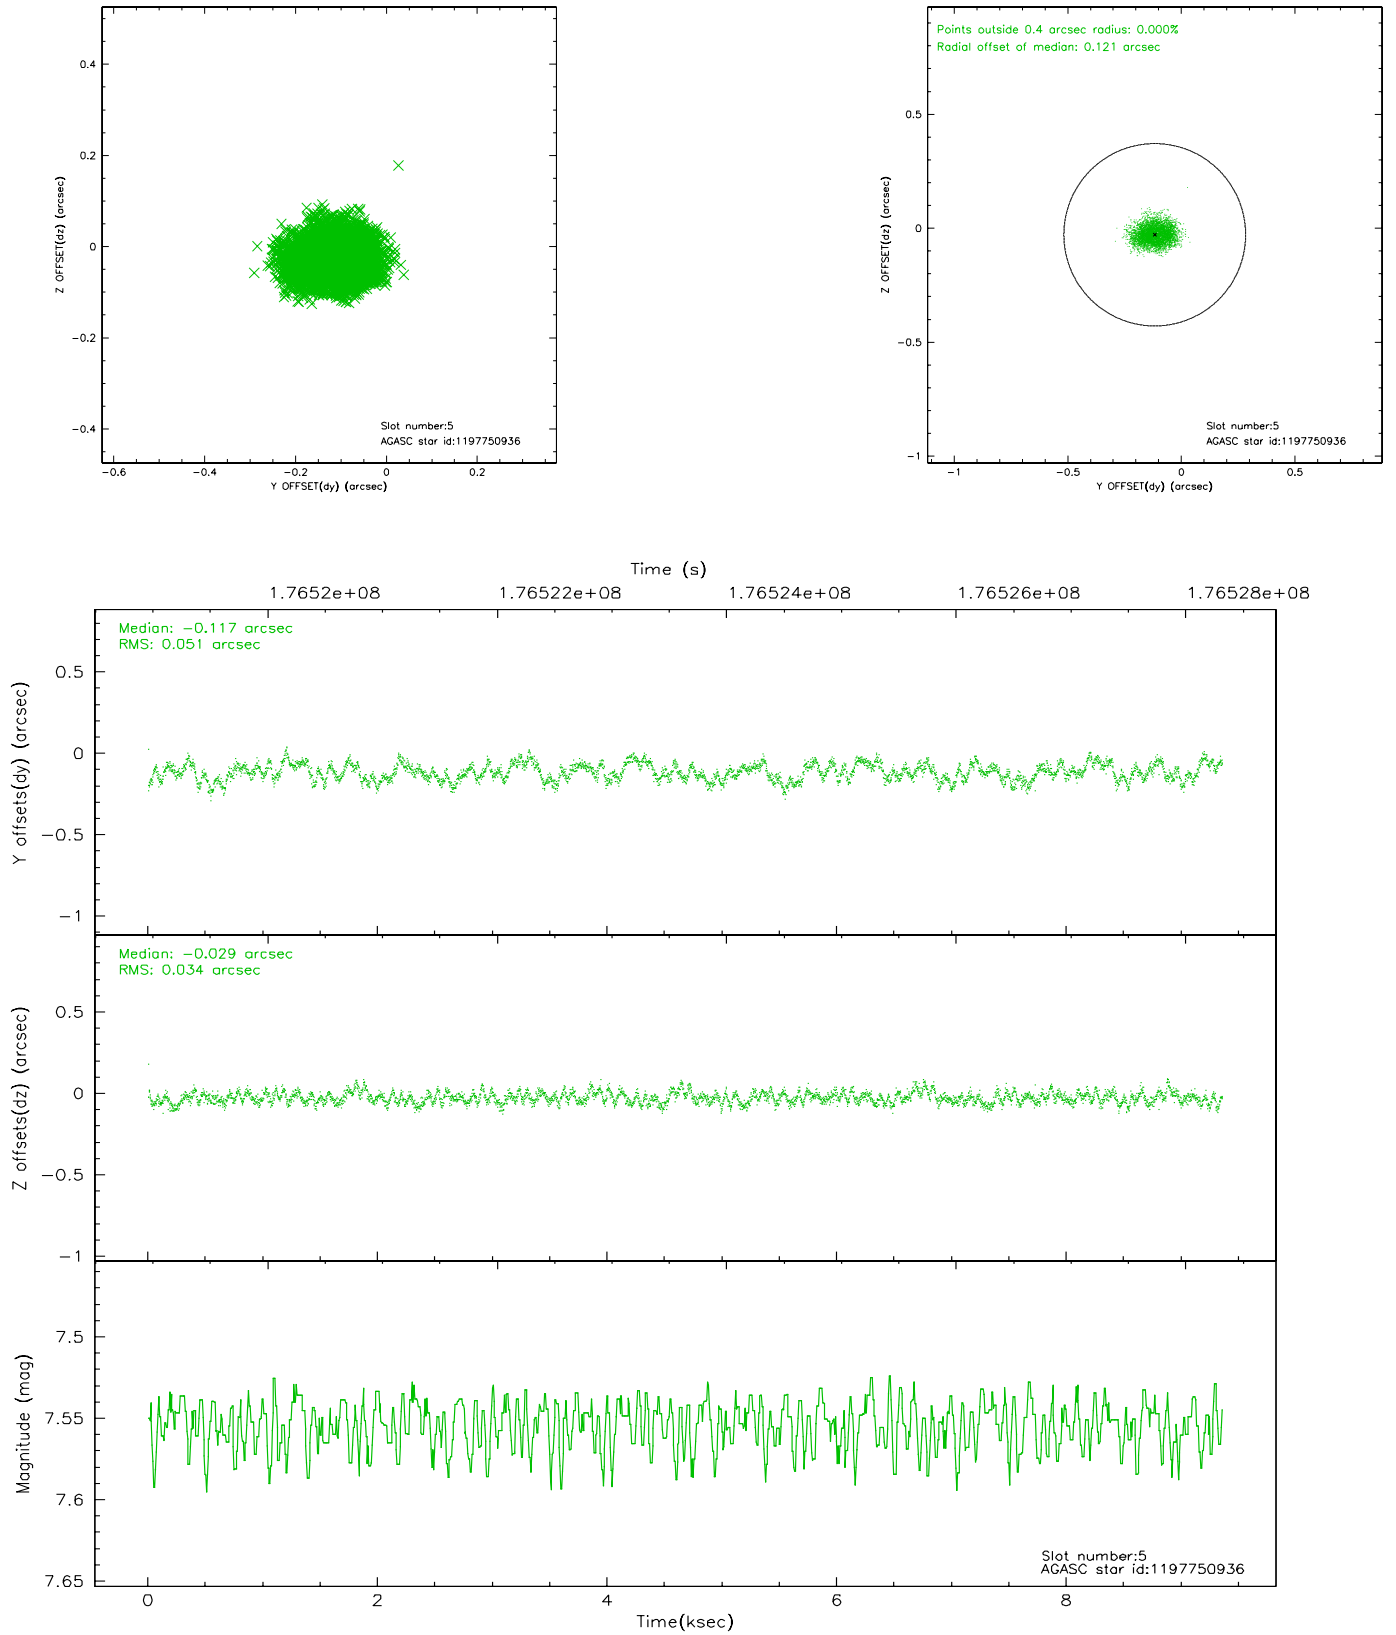 0.4
0.2
0
−0.2
−0.4
Z OFFSET(dz) (arcsec)
Slot number:5
AGASC star id:1197750936
−0.6 −0.4 −0.2 0 0.2
Y OFFSET(dy) (arcsec)
Points outside 0.4 arcsec radius: 0.000%
Radial offset of median: 0.121 arcsec
0.5
0
−0.5
−1
Z OFFSET(dz) (arcsec)
Slot number:5
AGASC star id:1197750936
−1 −0.5 0 0.5
Y OFFSET(dy) (arcsec)
Time (s)
1.7652e+08 1.76522e+08 1.76524e+08 1.76526e+08 1.76528e+08
Median: −0.117 arcsec
RMS: 0.051 arcsec
0.5
0
−0.5
−1
Y offsets(dy) (arcsec)
Median: −0.029 arcsec
RMS: 0.034 arcsec
0.5
0
−0.5
−1
Z offsets(dz) (arcsec)
7.5
7.55
7.6
7.65
Magnitude (mag)
Slot number:5
AGASC star id:1197750936
0 2 4 6 8
Time(ksec)